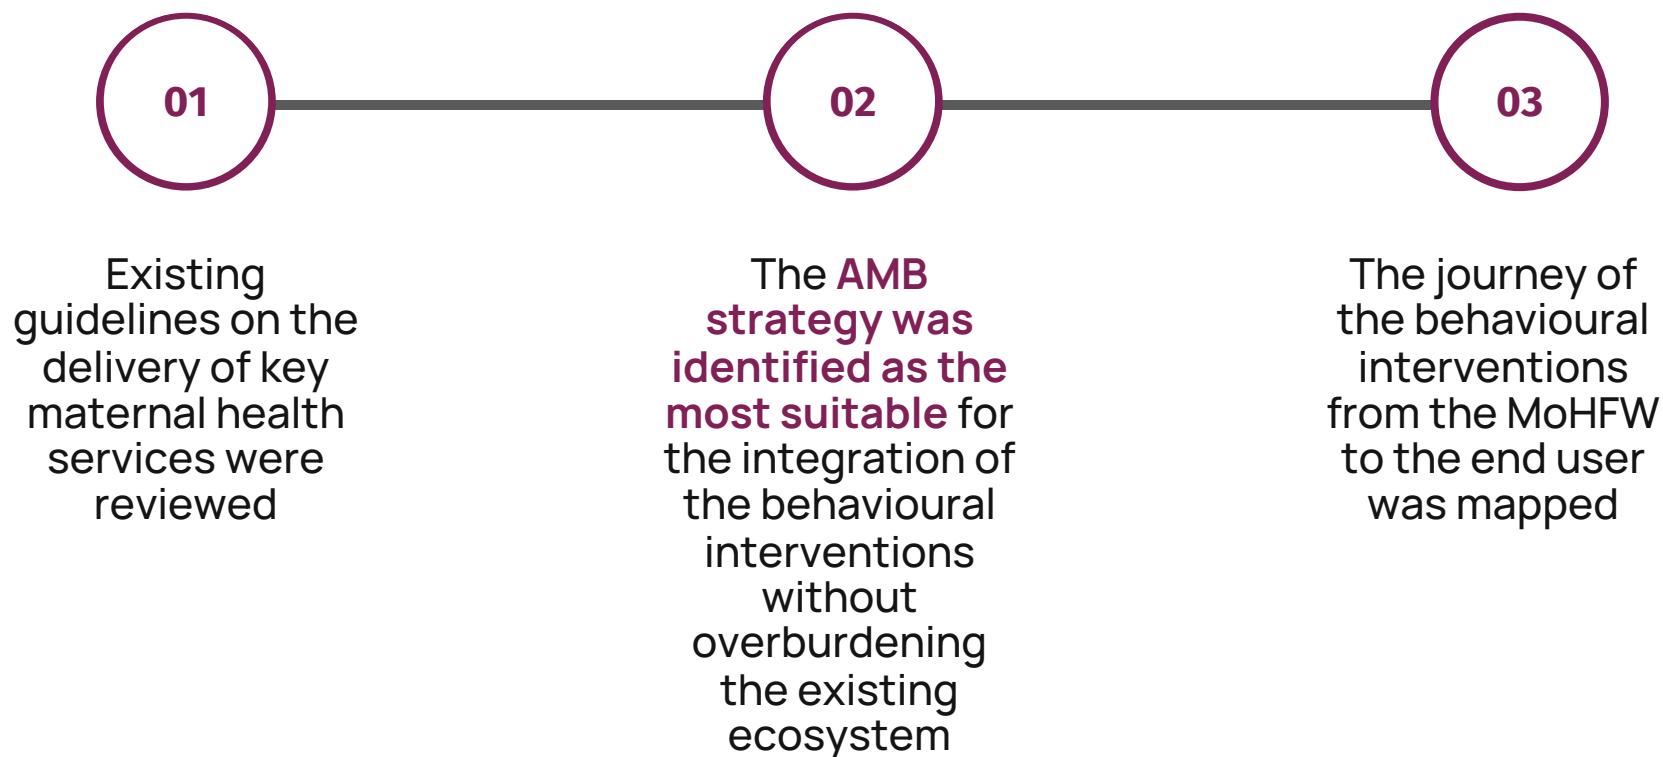 01
02
03
Existing
guidelines on the
delivery of key
maternal health
services were
reviewed
The AMB
strategy was
identified as the
most suitable for
the integration of
the behavioural
interventions
without
overburdening
the existing
ecosystem
The journey of
the behavioural
interventions
from the MoHFW
to the end user
was mapped